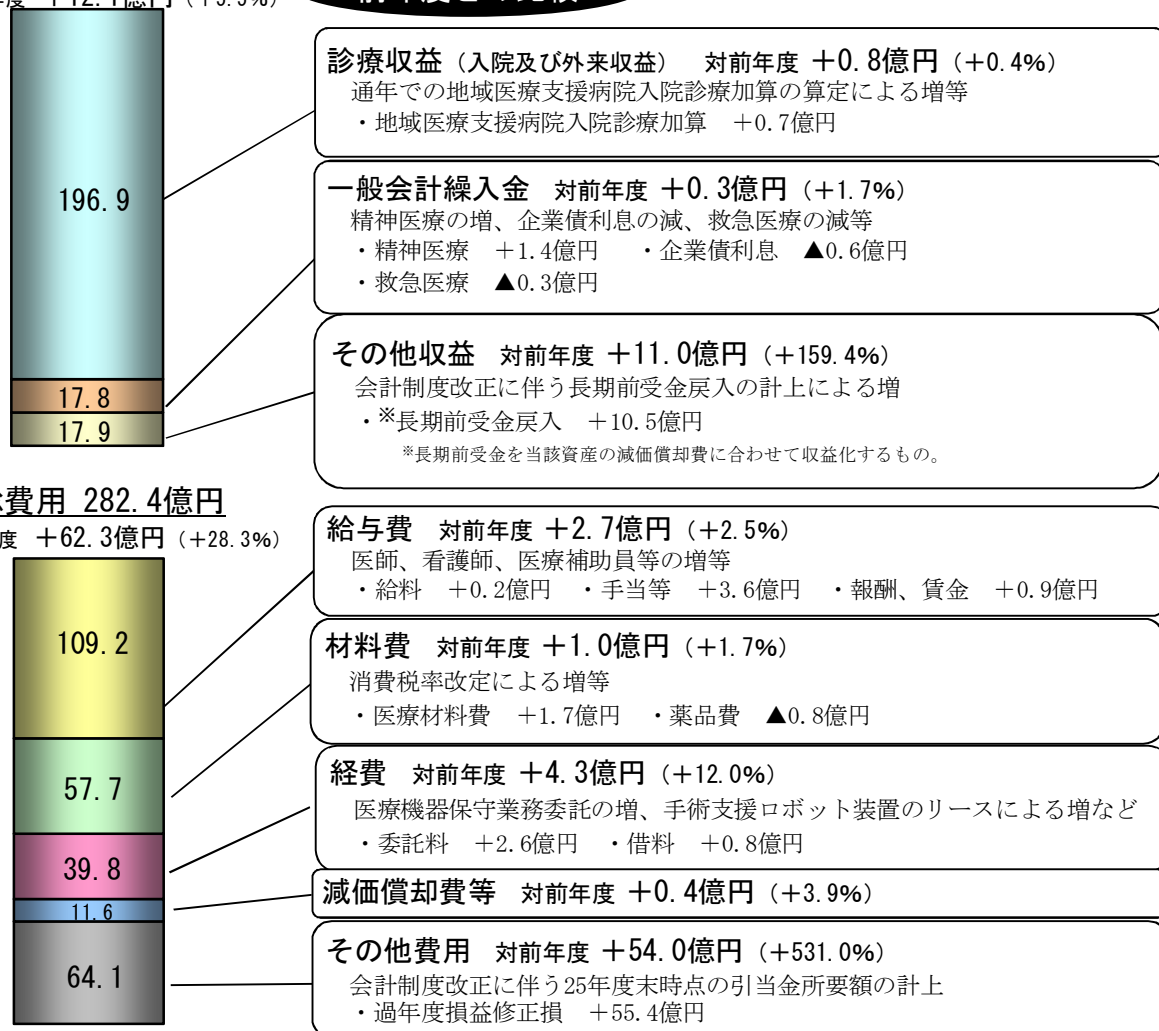 ＋12.1億円（＋5.5%）
診療収益（入院及び外来収益）　対前年度 ＋0.8億円（＋0.4%）
通年での地域医療支援病院入院診療加算の算定による増等
・地域医療支援病院入院診療加算　＋0.7億円
196.9
一般会計繰入金　対前年度 ＋0.3億円（＋1.7%）
精神医療の増、企業債利息の減、救急医療の減等
・精神医療　＋1.4億円　・企業債利息　▲0.6億円
・救急医療　▲0.3億円
その他収益　対前年度 ＋11.0億円（＋159.4%）
会計制度改正に伴う長期前受金戻入の計上による増
・※長期前受金戻入　＋10.5億円
※長期前受金を当該資産の減価償却費に合わせて収益化するもの。
17.8
17.9
費用 282.4億円
度 ＋62.3億円（＋28.3%）
給与費　対前年度 ＋2.7億円（＋2.5%）
医師、看護師、医療補助員等の増等
・給料　＋0.2億円　・手当等　＋3.6億円　・報酬、賃金　＋0.9億円
109.2
材料費　対前年度 ＋1.0億円（＋1.7%）
消費税率改定による増等
・医療材料費　＋1.7億円　・薬品費　▲0.8億円
57.7
経費　対前年度 ＋4.3億円（＋12.0%）
医療機器保守業務委託の増、手術支援ロボット装置のリースによる増など
・委託料　＋2.6億円　・借料　＋0.8億円
39.8
減価償却費等　対前年度 ＋0.4億円（＋3.9%）
11.6
その他費用　対前年度 ＋54.0億円（＋531.0%）
会計制度改正に伴う25年度末時点の引当金所要額の計上
・過年度損益修正損　＋55.4億円
64.1